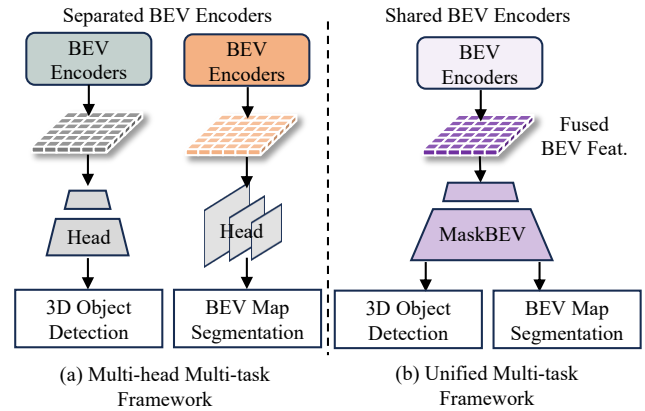 Separated BEV Encoders
BEV
Encoders
BEV
Encoders
Head
Head
3D Object
Detection
BEV Map
Segmentation
(a) Multi-head Multi-task
Framework
Shared BEV Encoders
BEV
Encoders
Fused
BEV Feat.
MaskBEV
3D Object
Detection
BEV Map
Segmentation
(b) Unified Multi-task
Framework